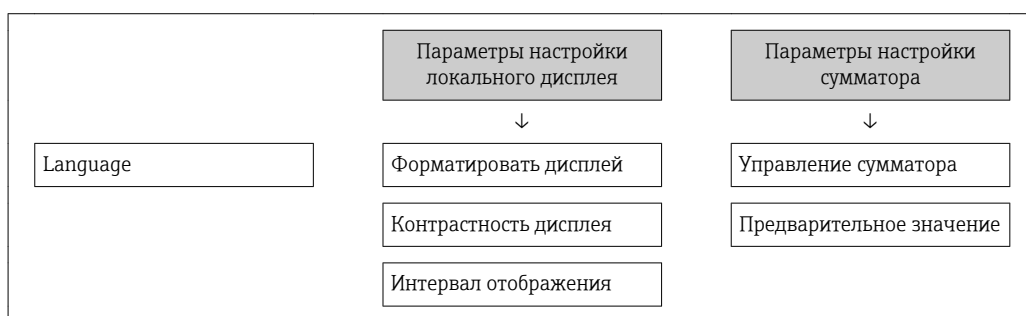 Параметры настройки
локального дисплея
Параметры настройки
сумматора
↓
↓
Language
Форматировать дисплей
Управление сумматора
Контрастность дисплея
Предварительное значение
Интервал отображения